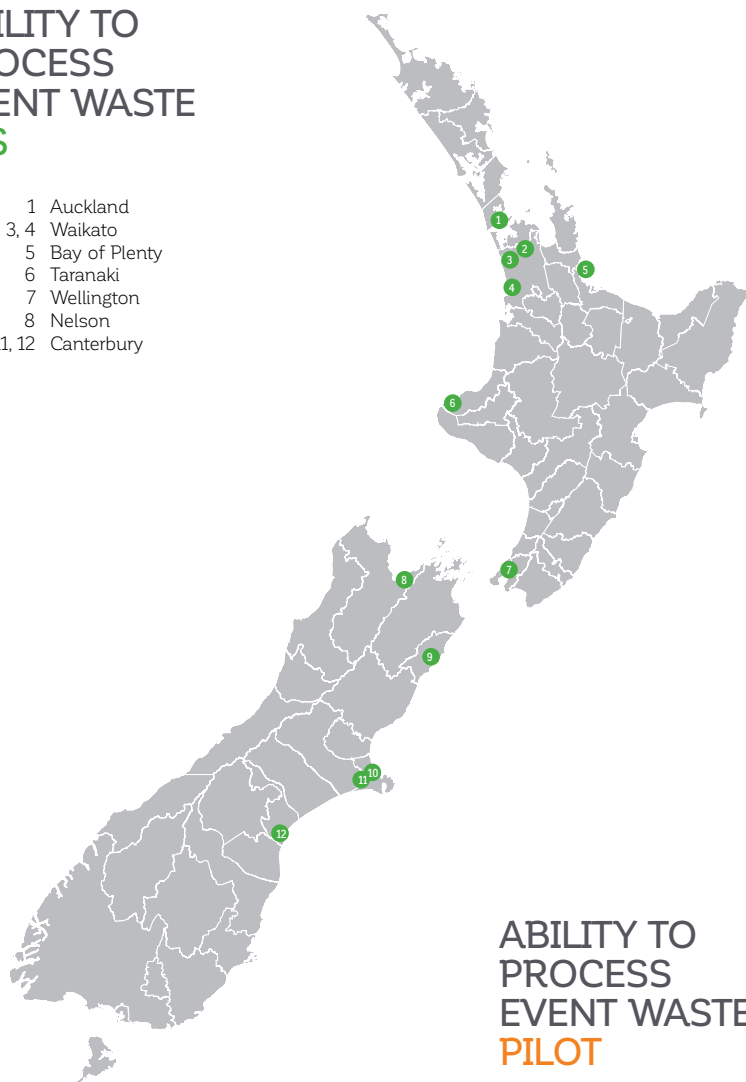 ILITY TO
OCESS
ENT WASTE
S
1 Auckland
3, 4 Waikato
5 Bay of Plenty
6 Taranaki
7 Wellington
8 Nelson
1, 12 Canterbury
1
2
3
5
4
6
7
8
9
10
11
12
ABILITY TO
PROCESS
EVENT WASTE
PILOT